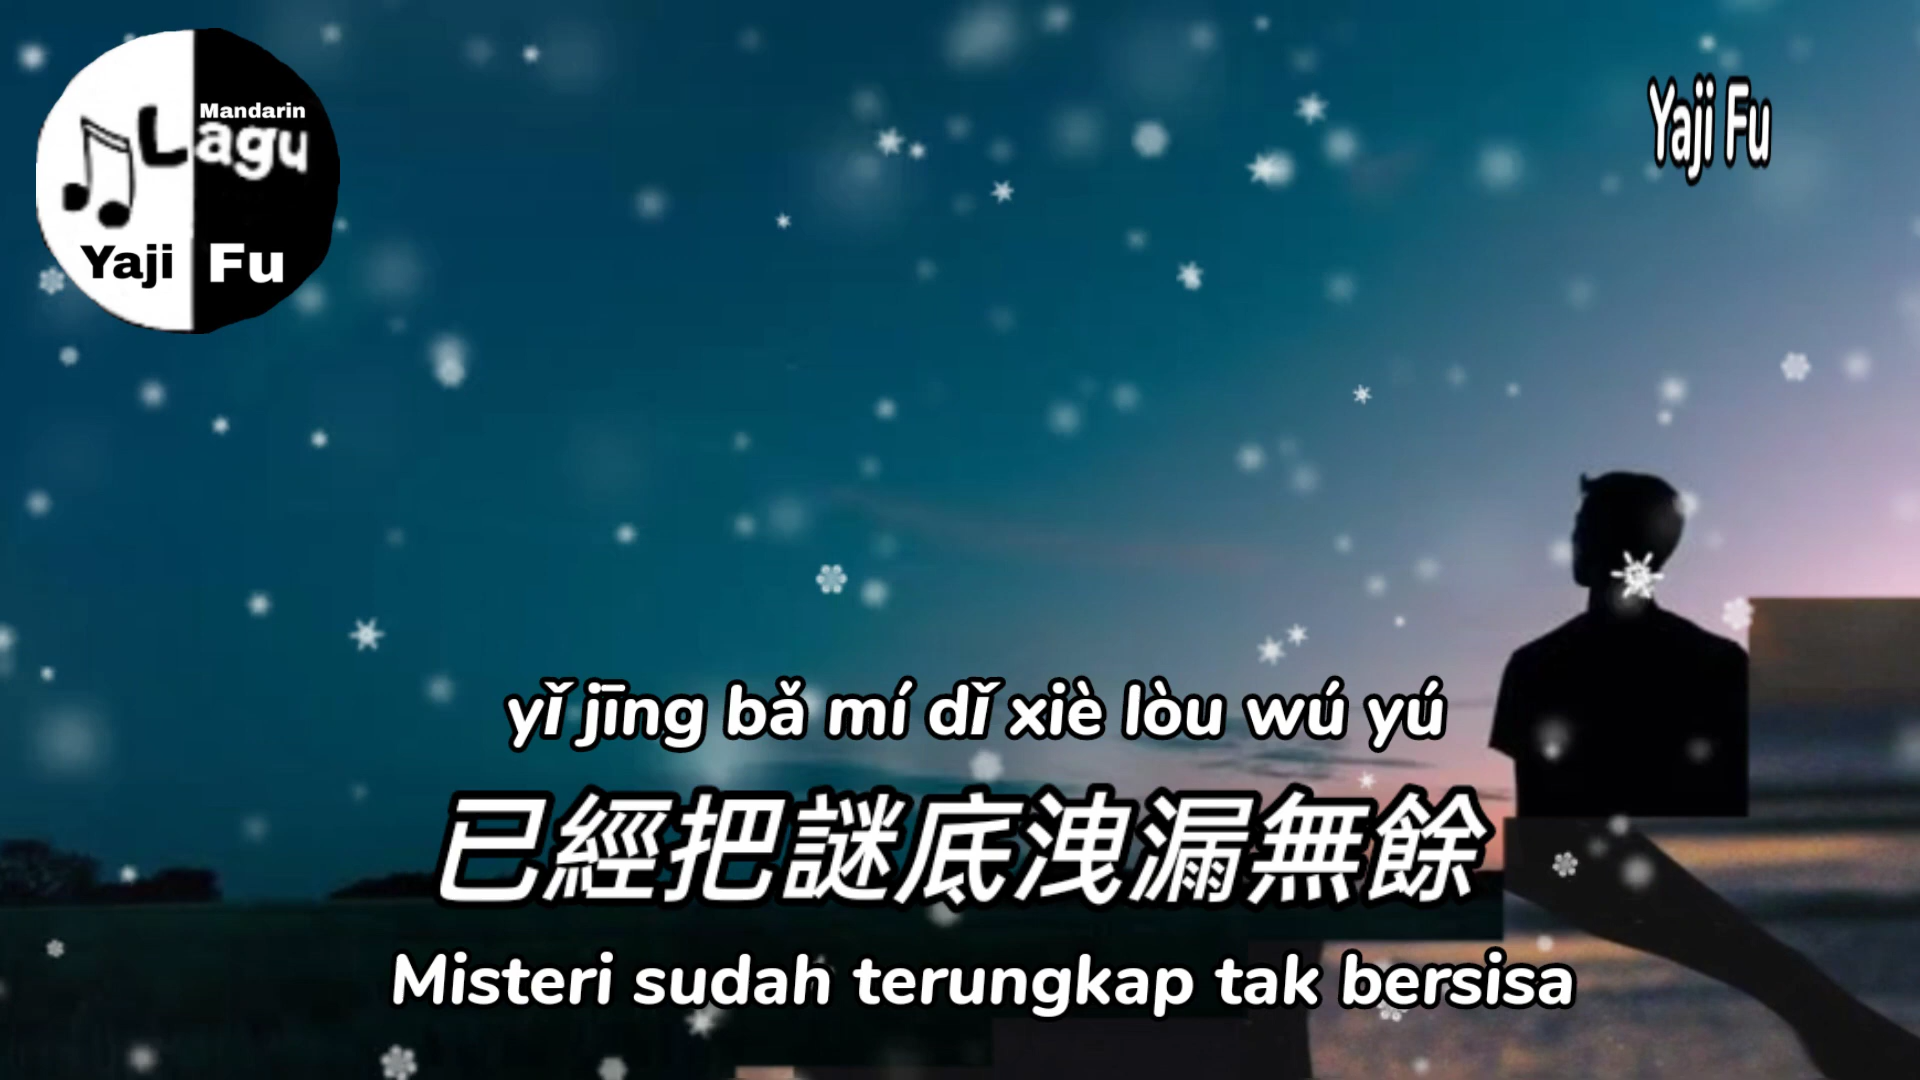 Mandarin
Lagu
Yaji Fu
Yaji Fu
yǐ jīng bǎ mí dǐ xiè lòu wú yú
已經把謎底洩漏無餘
Misteri sudah terungkap tak bersisa